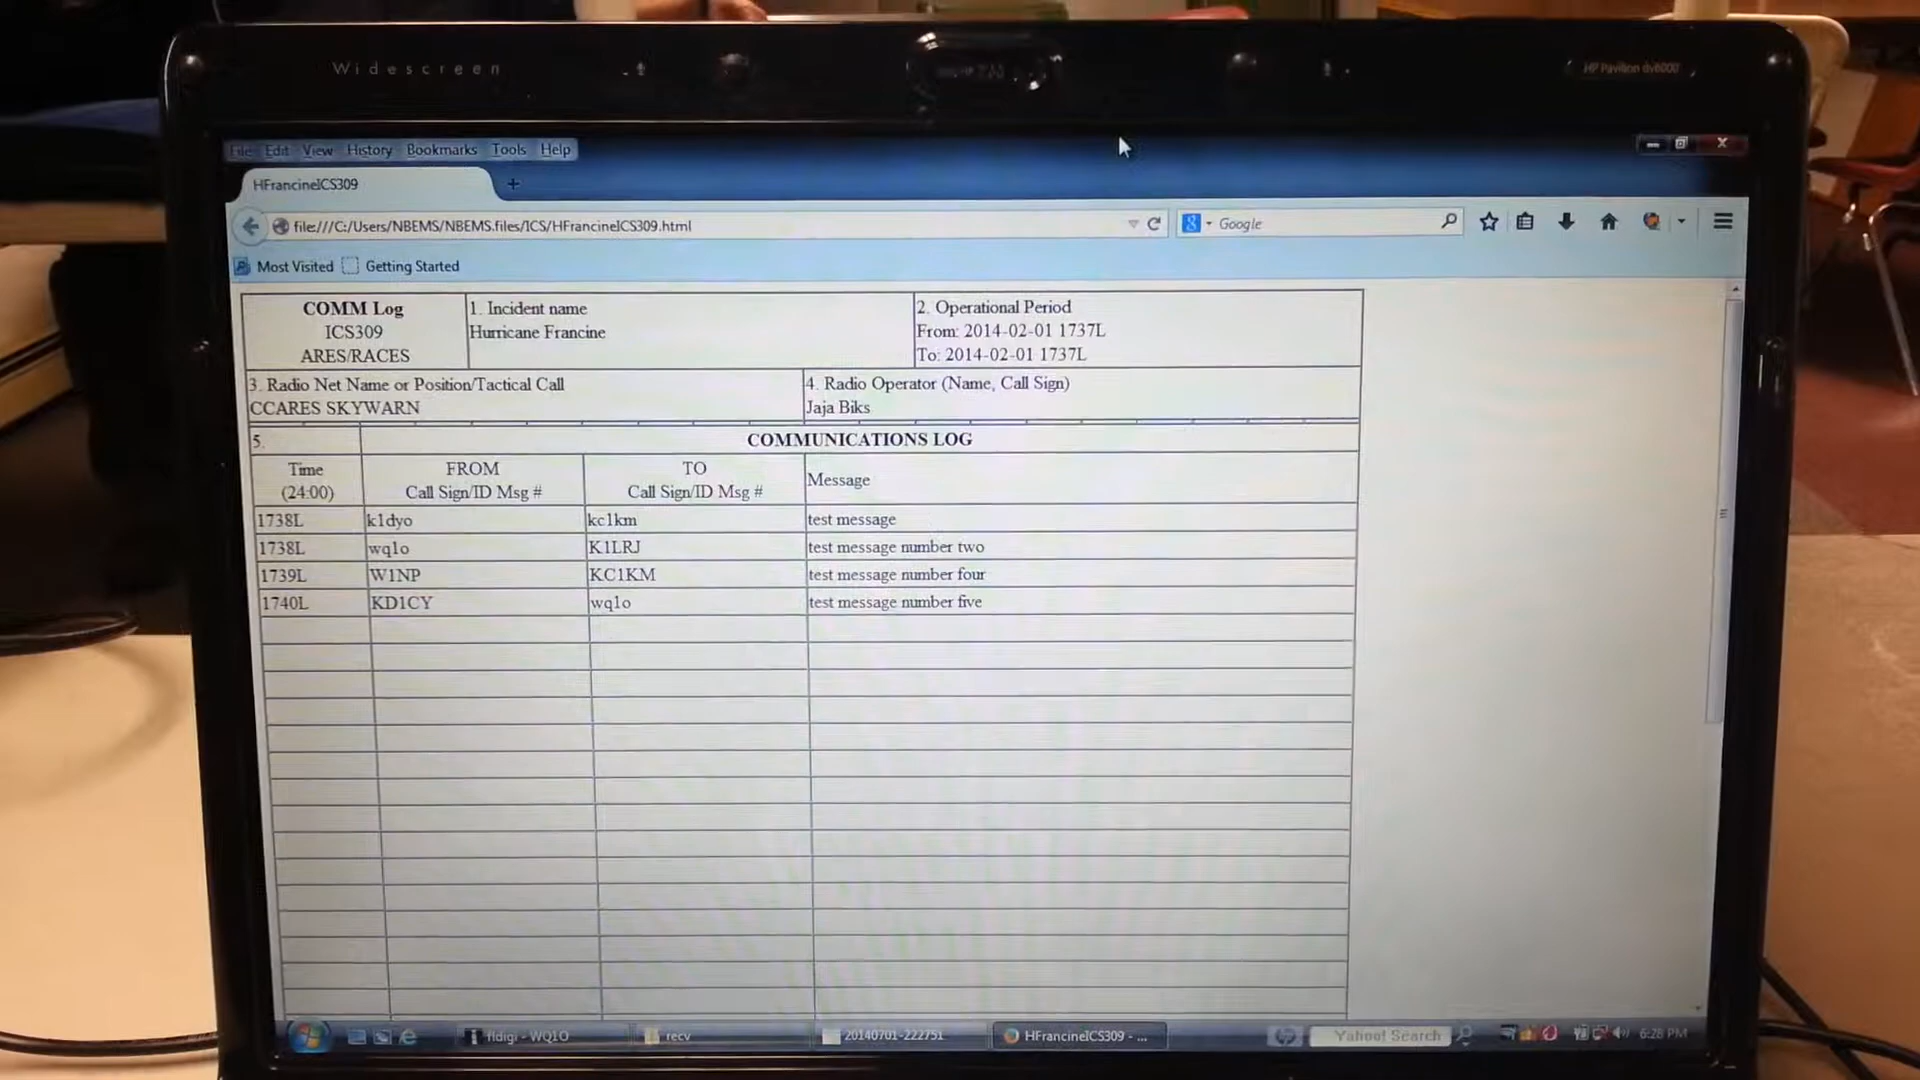 Widescreen
HP Pavilion dv6000
File Edit View History Bookmarks Tools Help
HFrancineICS309
file:///C:/Users/NBEMS/NBEMS.files/ICS/HFrancineICS309.html
Google
Most Visited Getting Started
COMM Log
ICS309
ARES/RACES
1. Incident name
Hurricane Francine
2. Operational Period
From: 2014-02-01 1737L
To: 2014-02-01 1737L
3. Radio Net Name or Position/Tactical Call
CCARES SKYWARN
4. Radio Operator (Name, Call Sign)
Jaja Biks
5. COMMUNICATIONS LOG
Time
(24:00)
FROM
Call Sign/ID Msg #
TO
Call Sign/ID Msg #
Message
1738L k1dyo kc1km test message
1738L wq1o K1LRJ test message number two
1739L W1NP KC1KM test message number four
1740L KD1CY wq1o test message number five
fldigi - WQ1O recv 20140701-222751 HFrancineICS309 - ... Yahoo! Search 6:28 PM